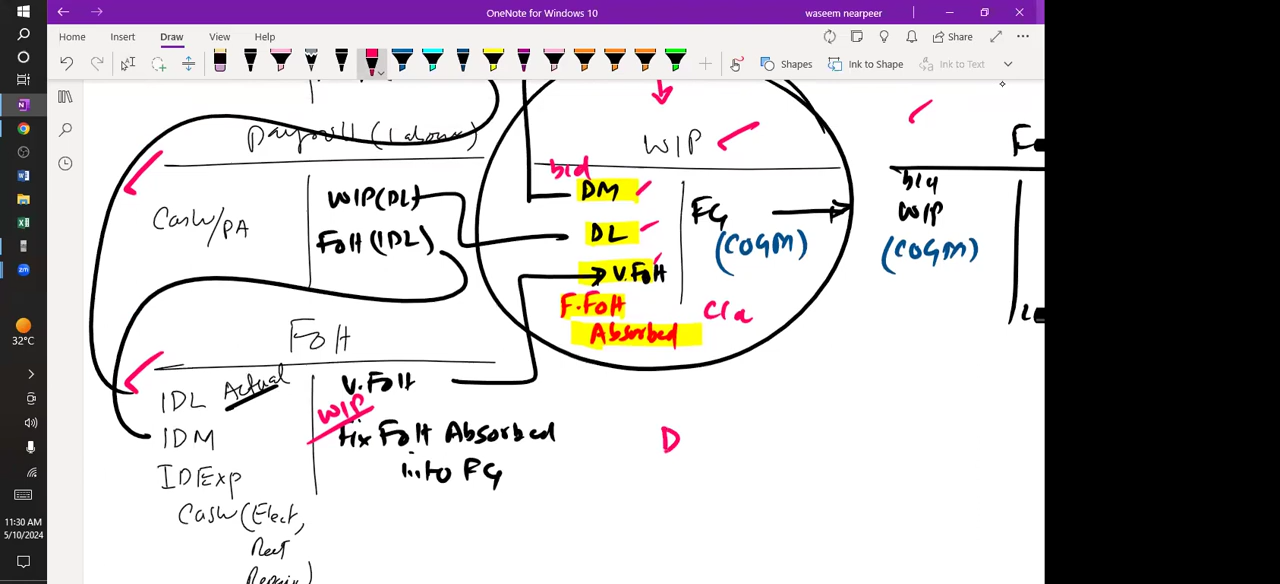 OneNote for Windows 10
waseem nearpeer
Home
Insert
Draw
View
Help
Share
Shapes
Ink to Shape
Ink to Text
Payroll (Labour)
Cash/PA
WIP(DL)
FOH(IDL)
FOH
IDL Actual
IDM
IDExp
Cash (Elect,
Rent
Repair)
V.FOH
WIP
Fix FOH Absorbed
into FG
WIP
b/d
DM
DL
V.FOH
F.FOH
Absorbed
FG
(COGM)
C/d
D
b/d
WIP
(COGM)
32°C
11:30 AM
5/10/2024